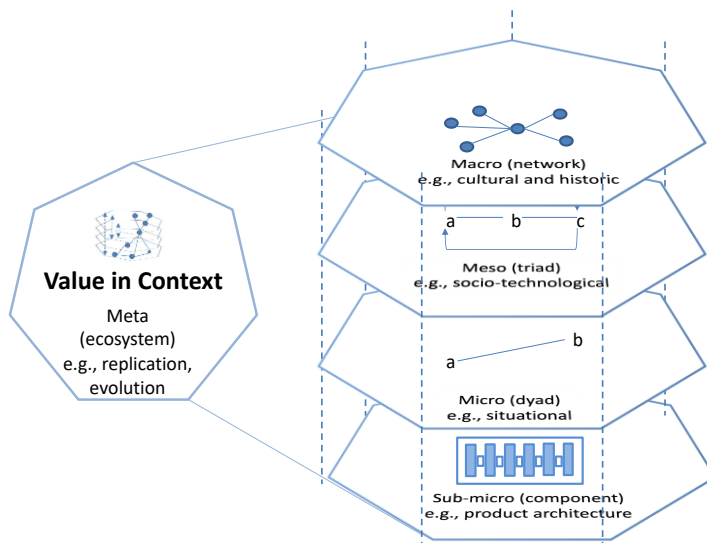 Value in Context
Meta
(ecosystem)
e.g., replication,
evolution
Macro (network)
e.g., cultural and historic
a b c
Meso (triad)
e.g., socio-technological
b
a
Micro (dyad)
e.g., situational
Sub-micro (component)
e.g., product architecture